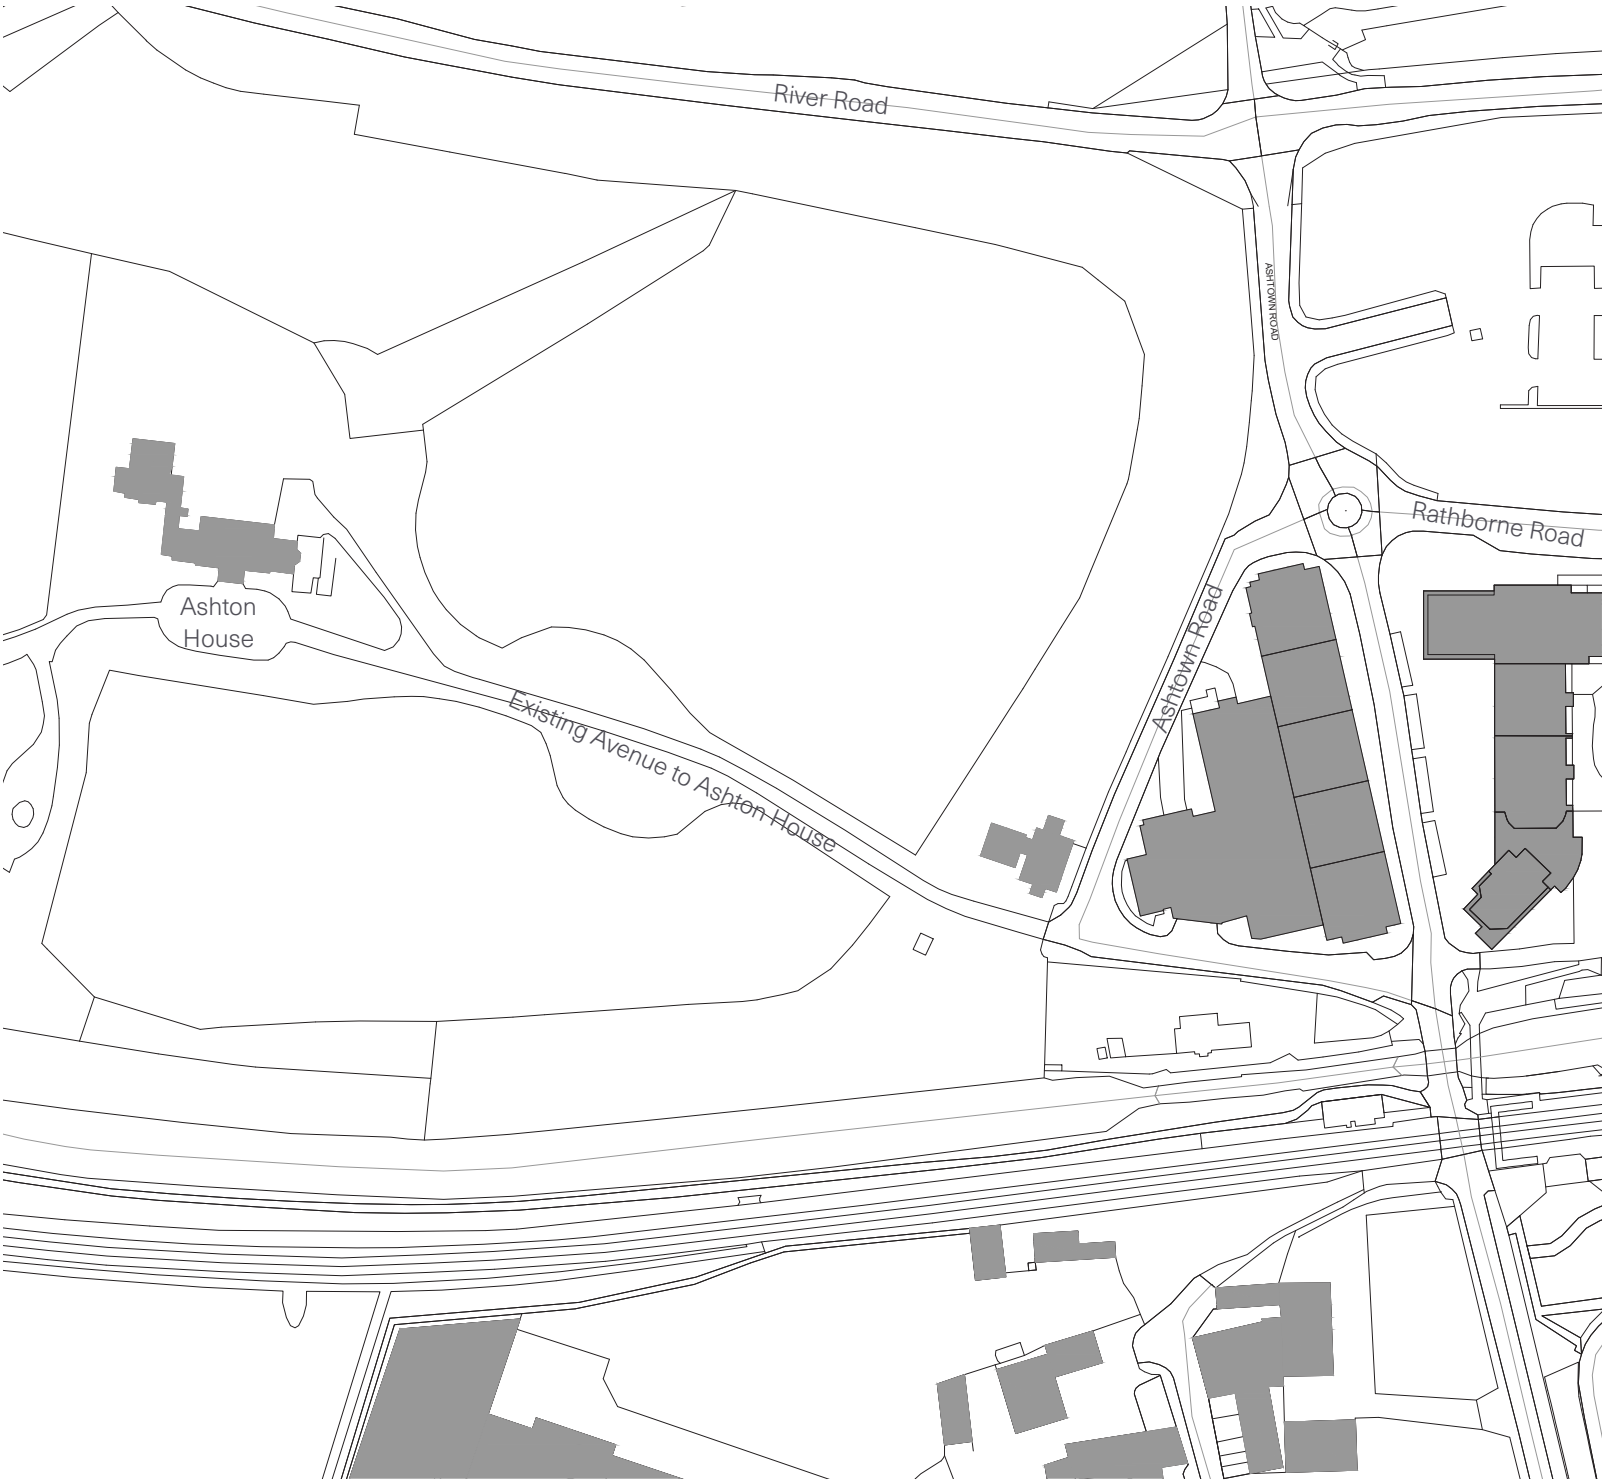 River Road
ASHTOWN ROAD
Rathborne Road
Ashton
House
Ashtown Road
Existing Avenue to Ashton House